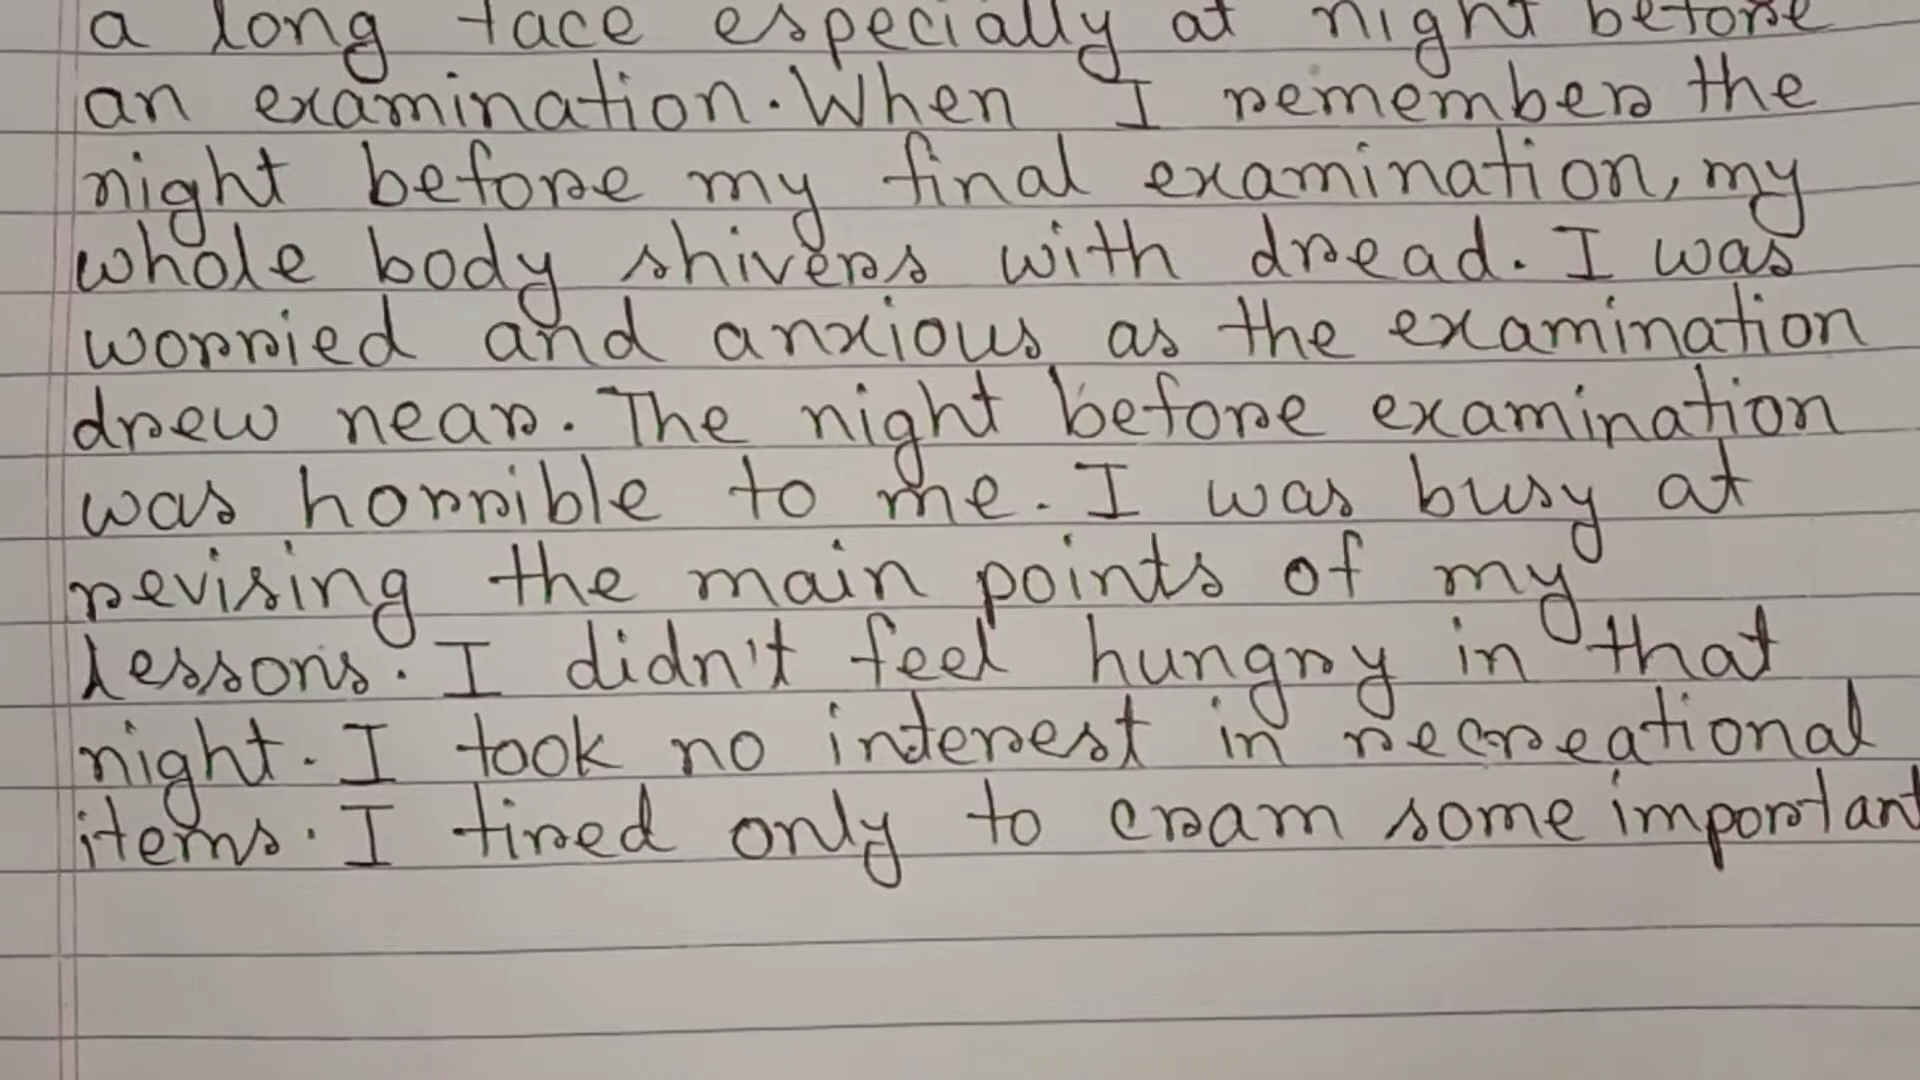 a long face especially at night before
an examination. When I remember the
night before my final examination, my
whole body shivers with dread. I was
worried and anxious as the examination
drew near. The night before examination
was horrible to me. I was busy at
revising the main points of my
lessons. I didn't feel hungry in that
night. I took no interest in recreational
items. I tired only to cram some important